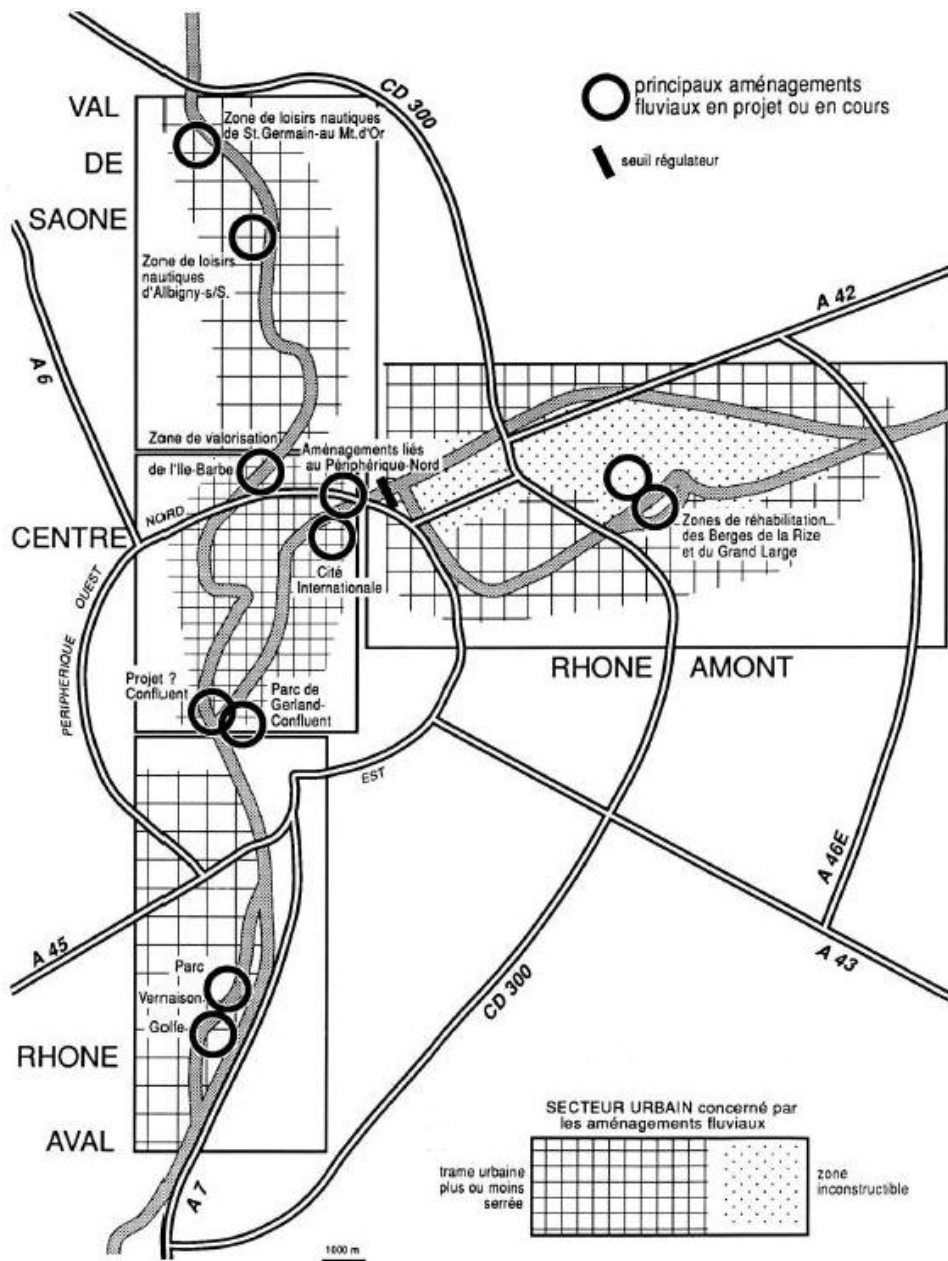 CD 300
principaux aménagements
fluviaux en projet ou en cours
seuil régulateur
VAL
DE
SAONE
Zone de loisirs nautiques
de St.Germain-au Mt.d'Or
Zone de loisirs
nautiques
d'Albigny-s/S.
A 6
A 42
Zone de valorisation
de l'Ile-Barbe
Aménagements liés
au Périphérique-Nord
NORD
CENTRE
Cité
Internationale
Zones de réhabilitation
des Berges de la Rize
et du Grand Large
OUEST
PERIPHERIQUE
RHONE AMONT
Projet ?
Confluent
Parc de
Gerland-
Confluent
EST
A 46E
A 45
A 43
Parc
Vernaison
Golfe
CD 300
RHONE
AVAL
A 7
SECTEUR URBAIN concerné par
les aménagements fluviaux
trame urbaine
plus ou moins
serrée
zone
inconstructible
1000 m